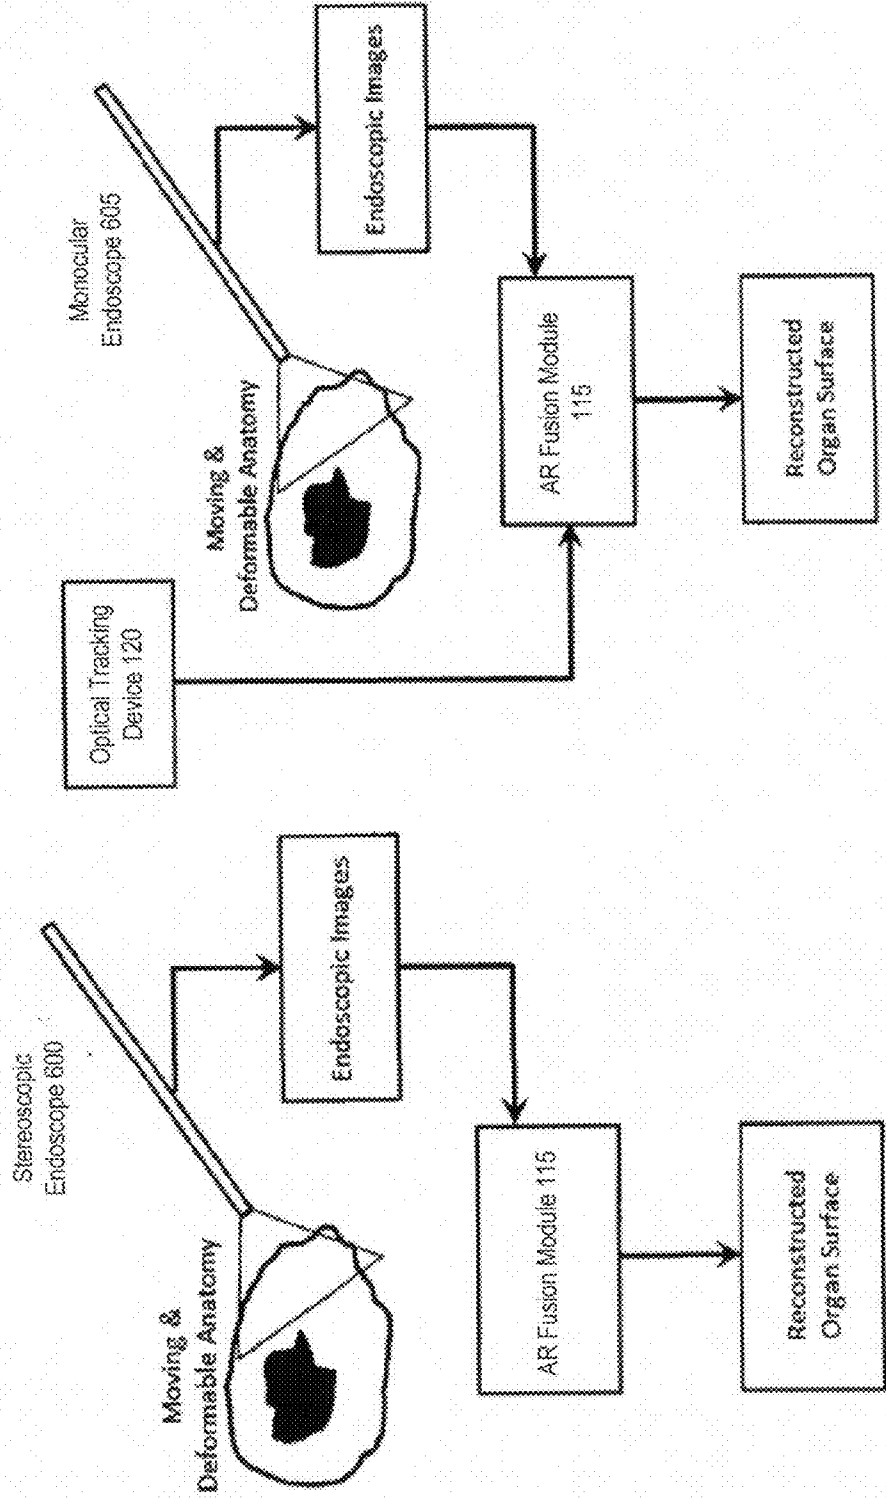 Stereoscopic
Endoscope 600
Moving &
Deformable Anatomy
Endoscopic Images
AR Fusion Module 115
Reconstructed
Organ Surface
Optical Tracking
Device 120
Monocular
Endoscope 605
Moving &
Deformable Anatomy
Endoscopic Images
AR Fusion Module
115
Reconstructed
Organ Surface